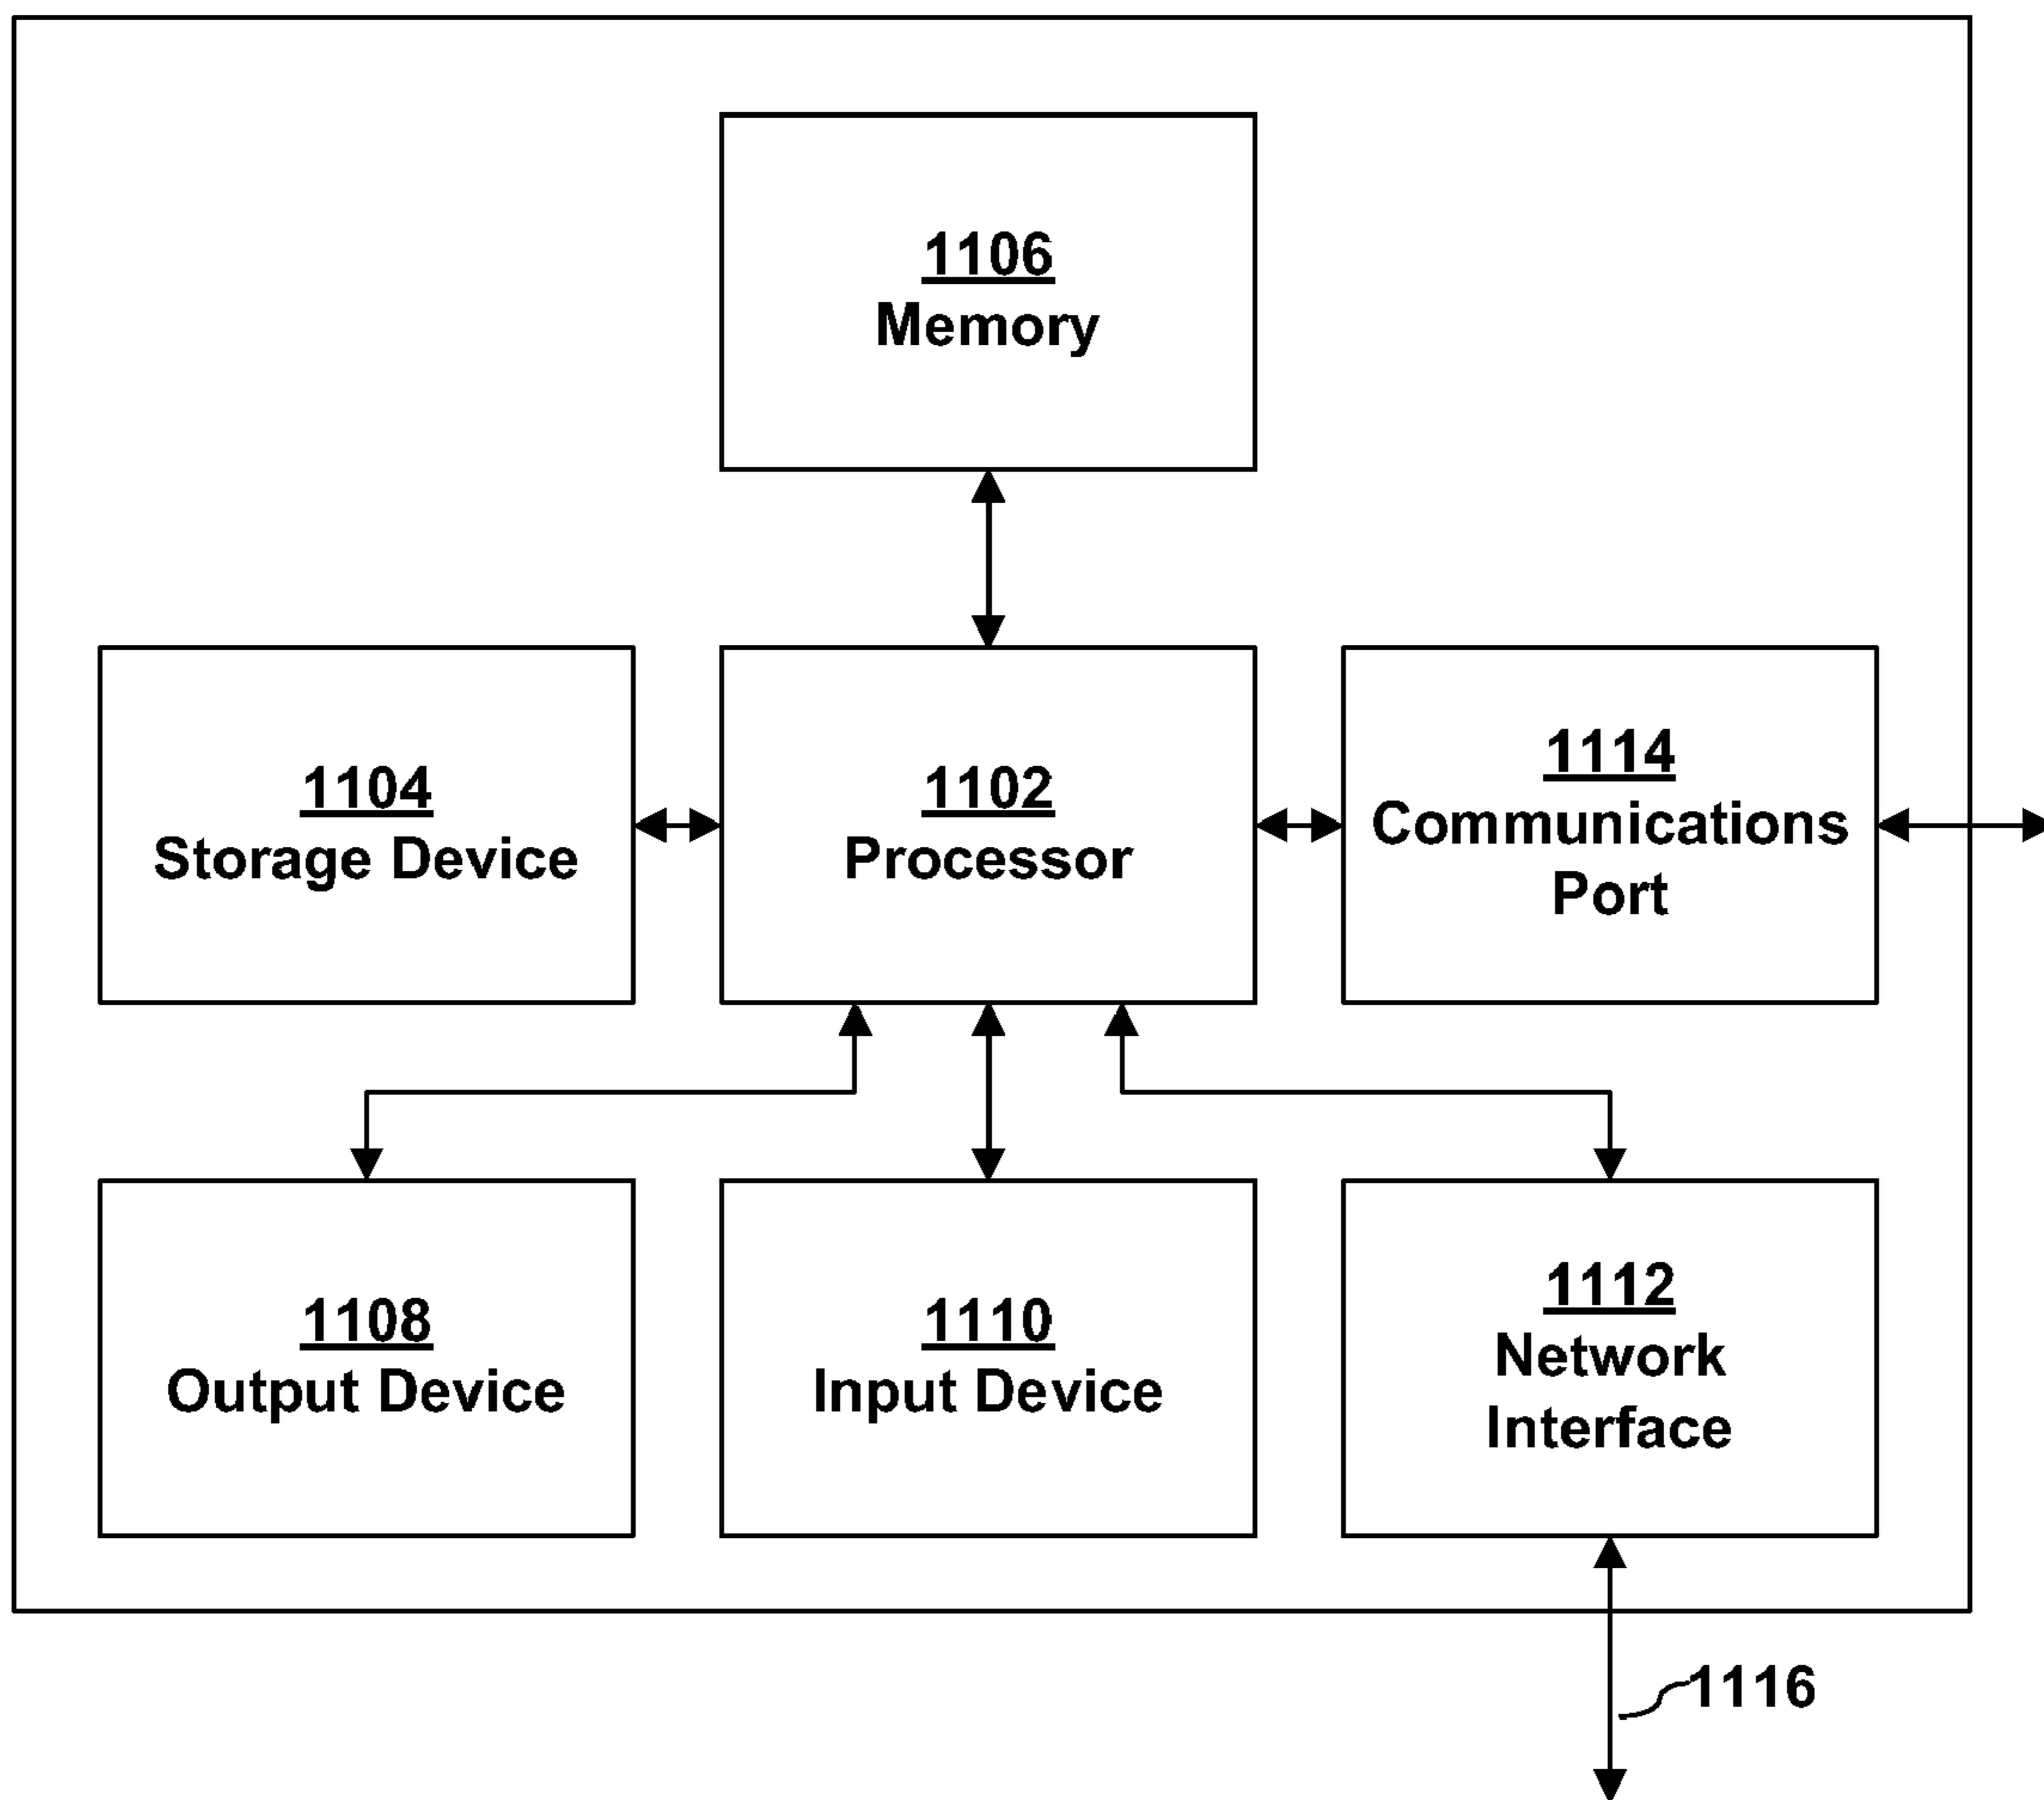 1106
Memory
1104
Storage Device
1102
Processor
1114
Communications
Port
1108
Output Device
1110
Input Device
1112
Network
Interface
1116